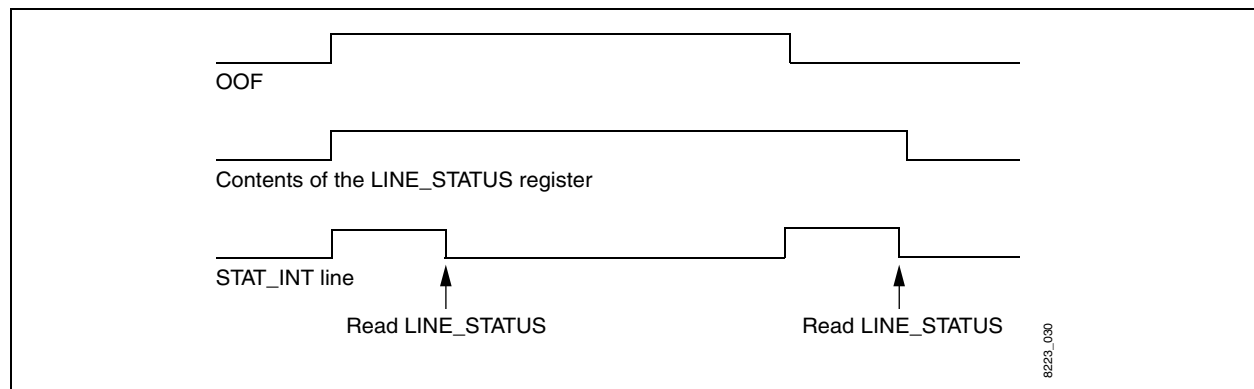 OOF
Contents of the LINE_STATUS register
STAT_INT line
Read LINE_STATUS
Read LINE_STATUS
8223_030